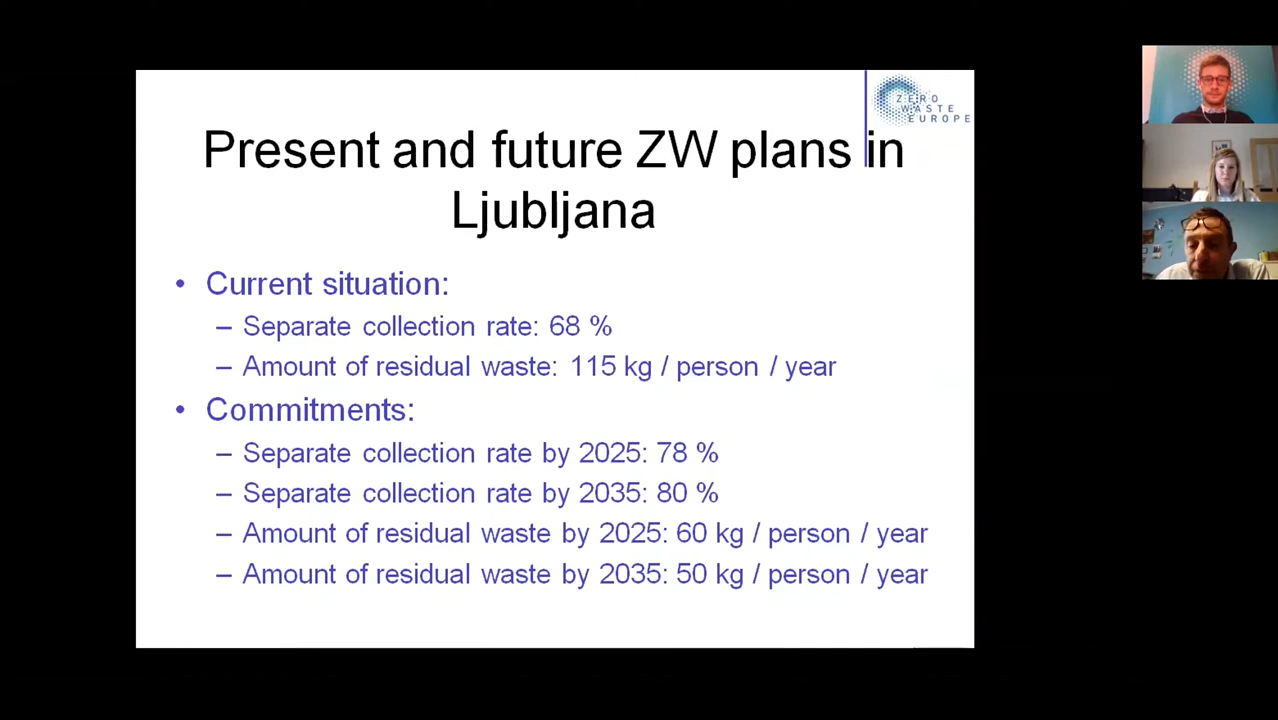 ZERO
WASTE
EUROPE
Present and future ZW plans in
Ljubljana
• Current situation:
– Separate collection rate: 68 %
– Amount of residual waste: 115 kg / person / year
• Commitments:
– Separate collection rate by 2025: 78 %
– Separate collection rate by 2035: 80 %
– Amount of residual waste by 2025: 60 kg / person / year
– Amount of residual waste by 2035: 50 kg / person / year